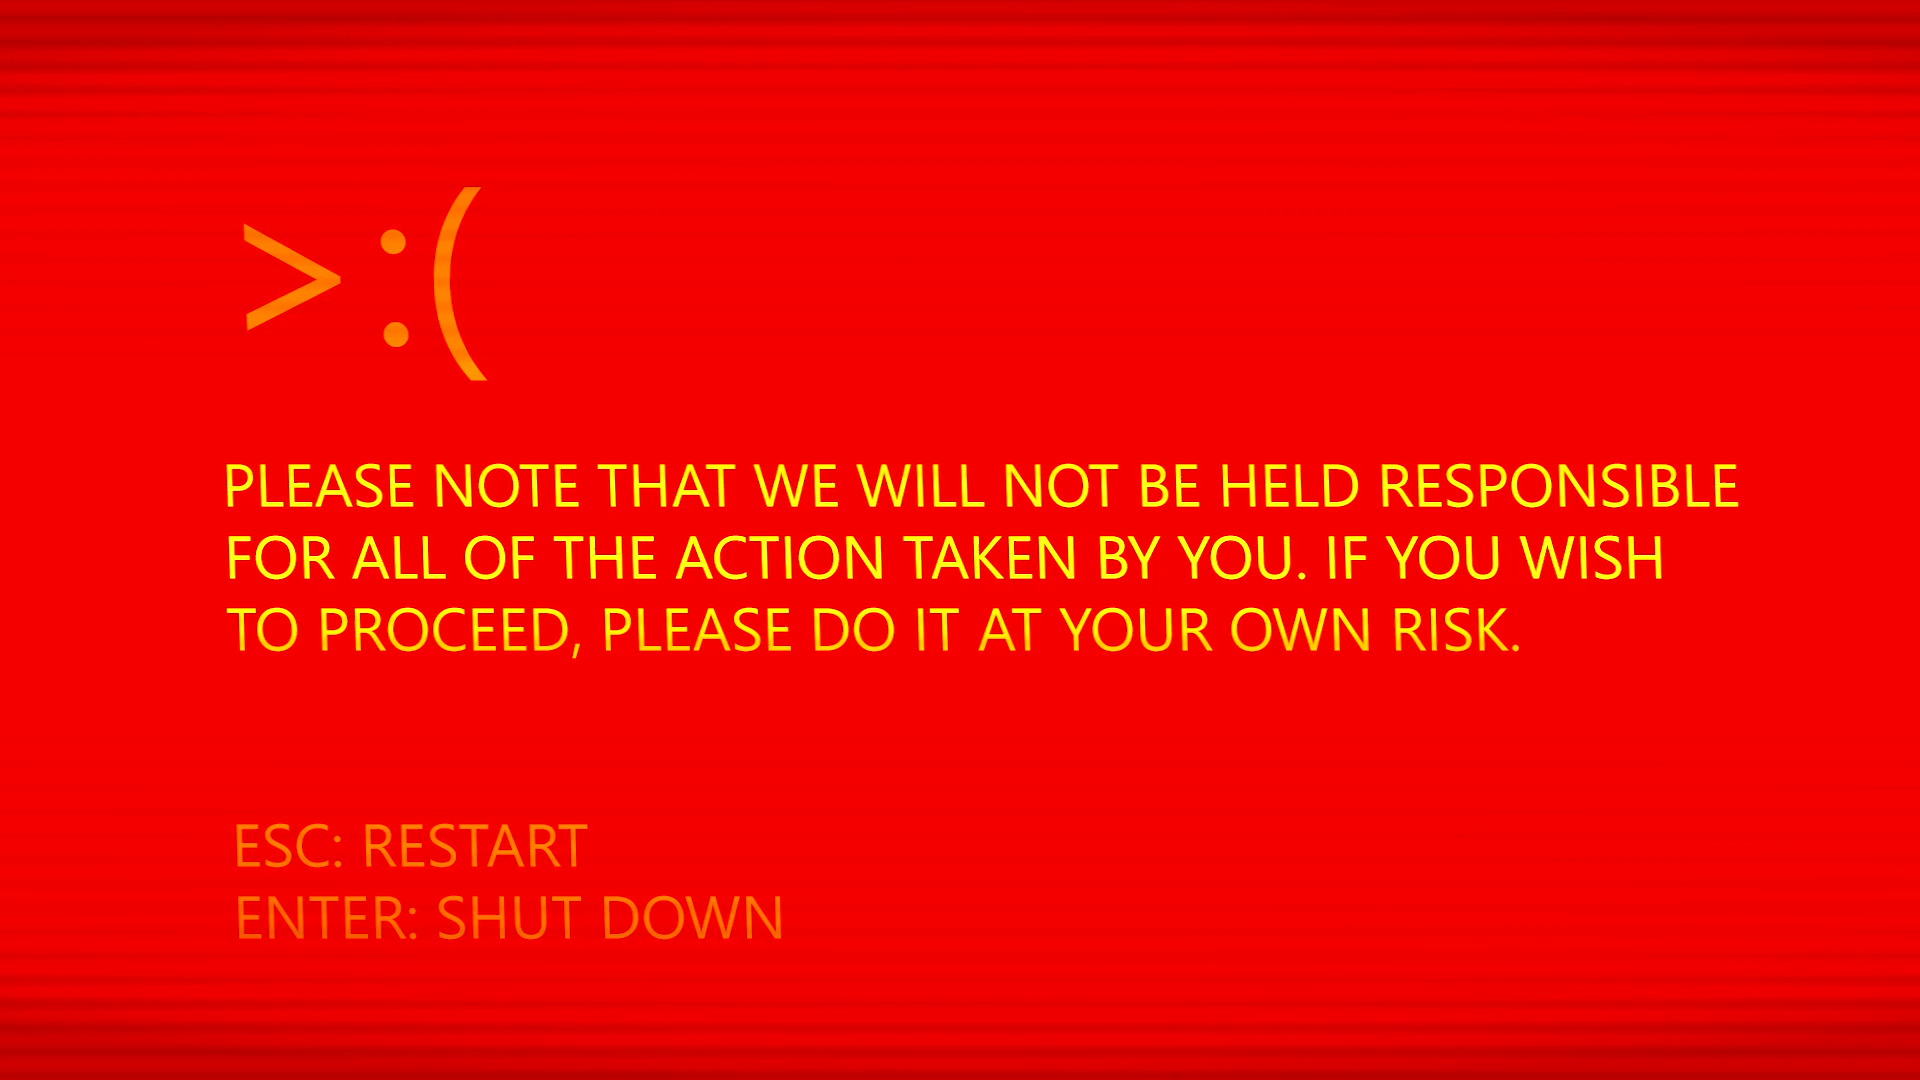 >:(
PLEASE NOTE THAT WE WILL NOT BE HELD RESPONSIBLE
FOR ALL OF THE ACTION TAKEN BY YOU. IF YOU WISH
TO PROCEED, PLEASE DO IT AT YOUR OWN RISK.
ESC: RESTART
ENTER: SHUT DOWN